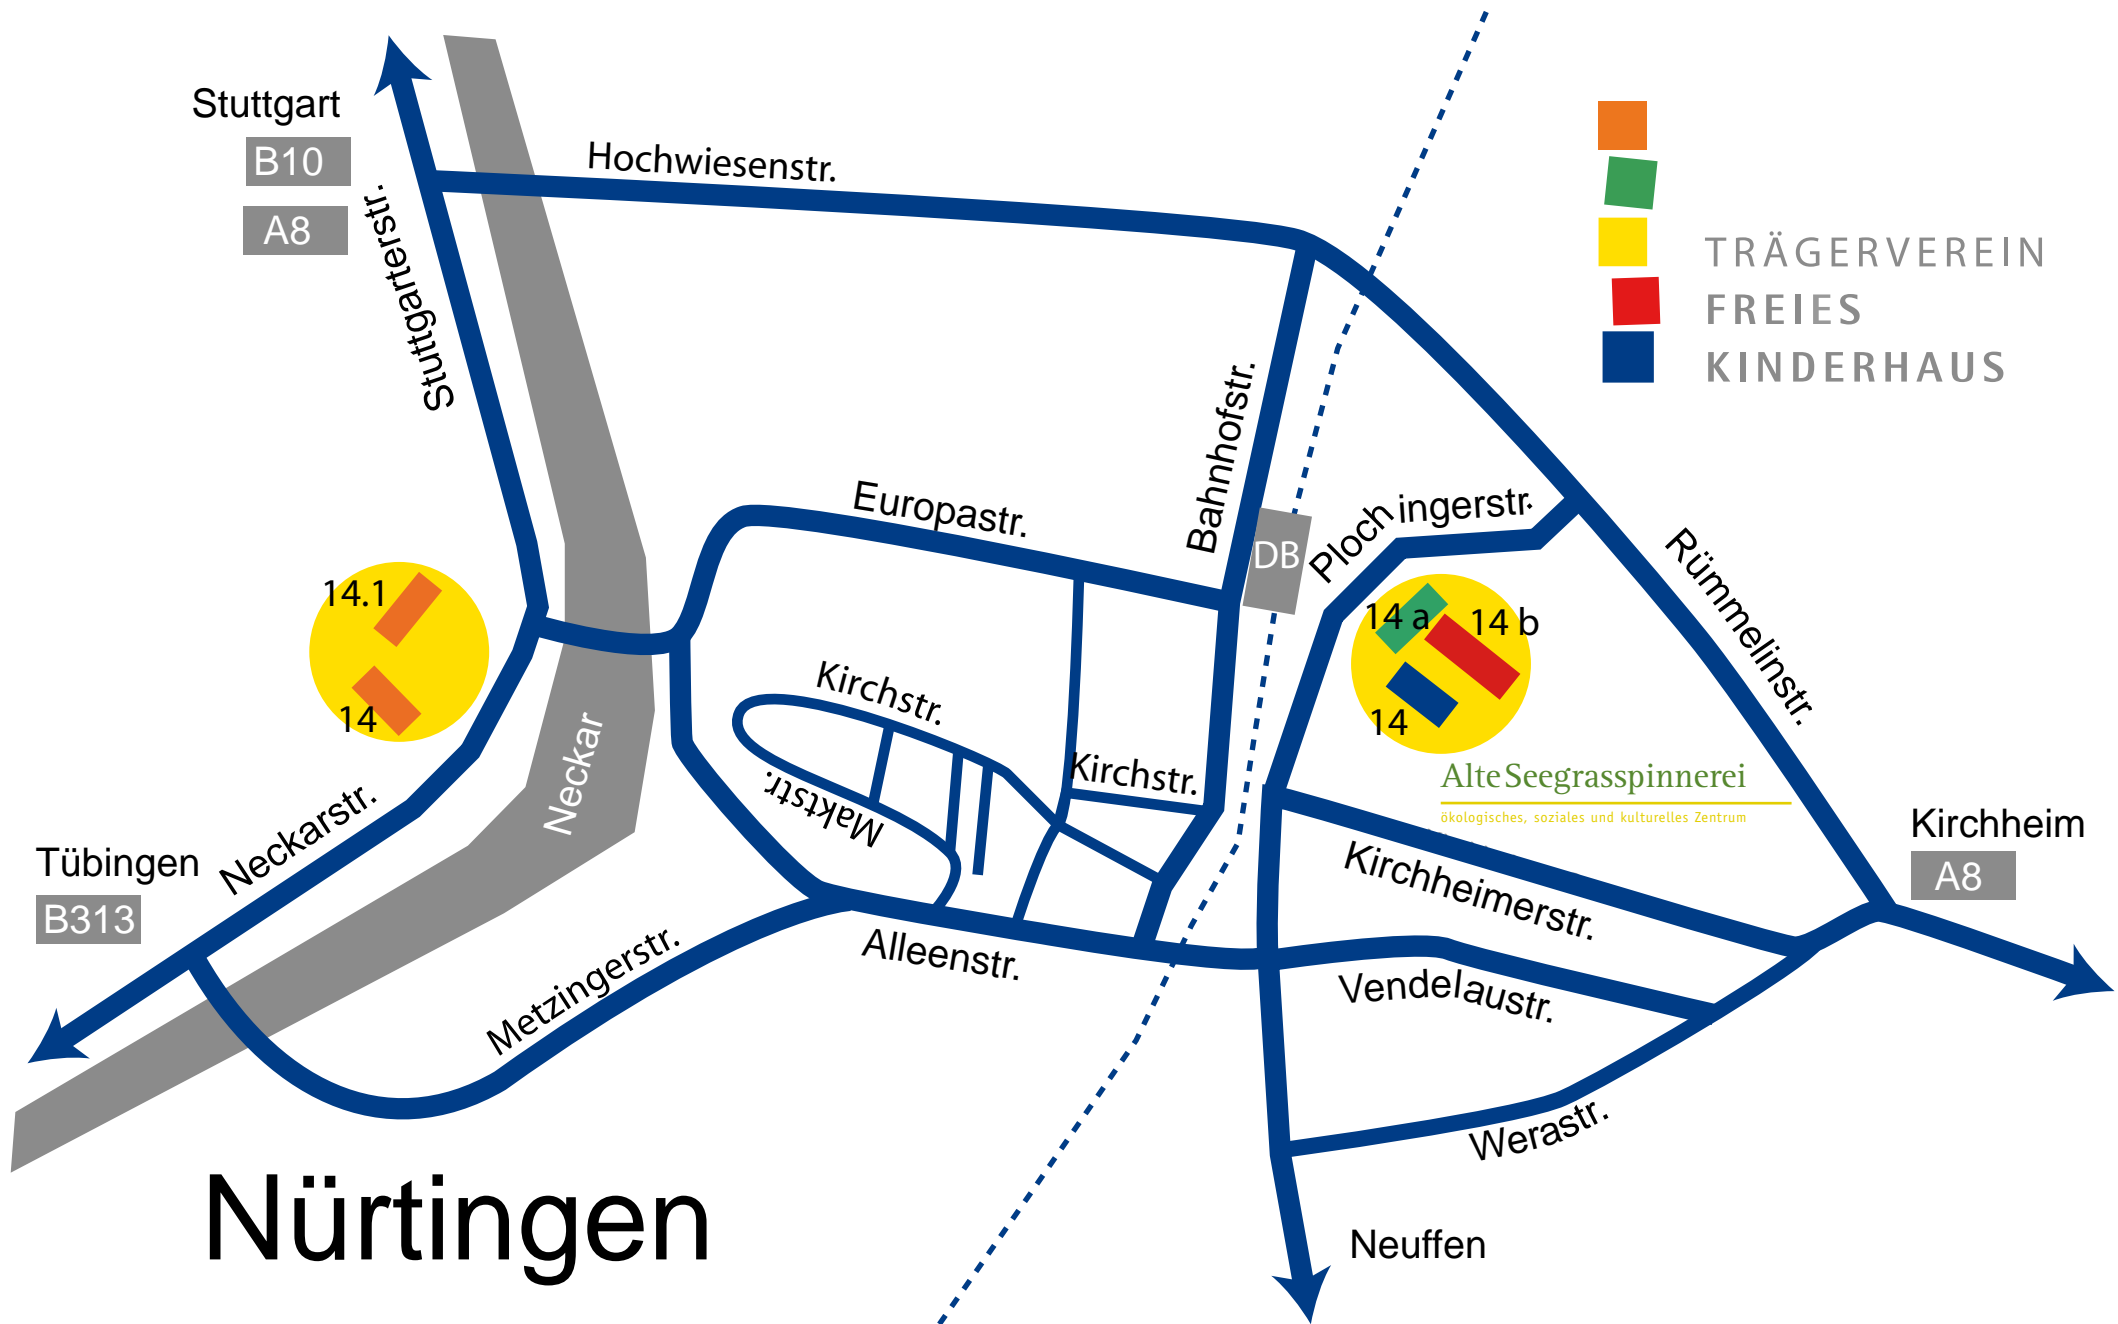 Stuttgart
B10
A8
Stuttgarterstr.
Hochwiesenstr.
TRÄGERVEREIN
FREIES
KINDERHAUS
Bahnhofstr.
Europastr.
DB
Plochingerstr.
Rümmelinstr.
14.1
14
14 a
14 b
14
Kirchstr.
Kirchstr.
Maktstr.
Neckar
Alte Seegrasspinnerei
ökologisches, soziales und kulturelles Zentrum
Neckarstr.
Tübingen
B313
Kirchheim
A8
Kirchheimerstr.
Metzingerstr.
Alleenstr.
Vendelaustr.
Werastr.
Nürtingen
Neuffen